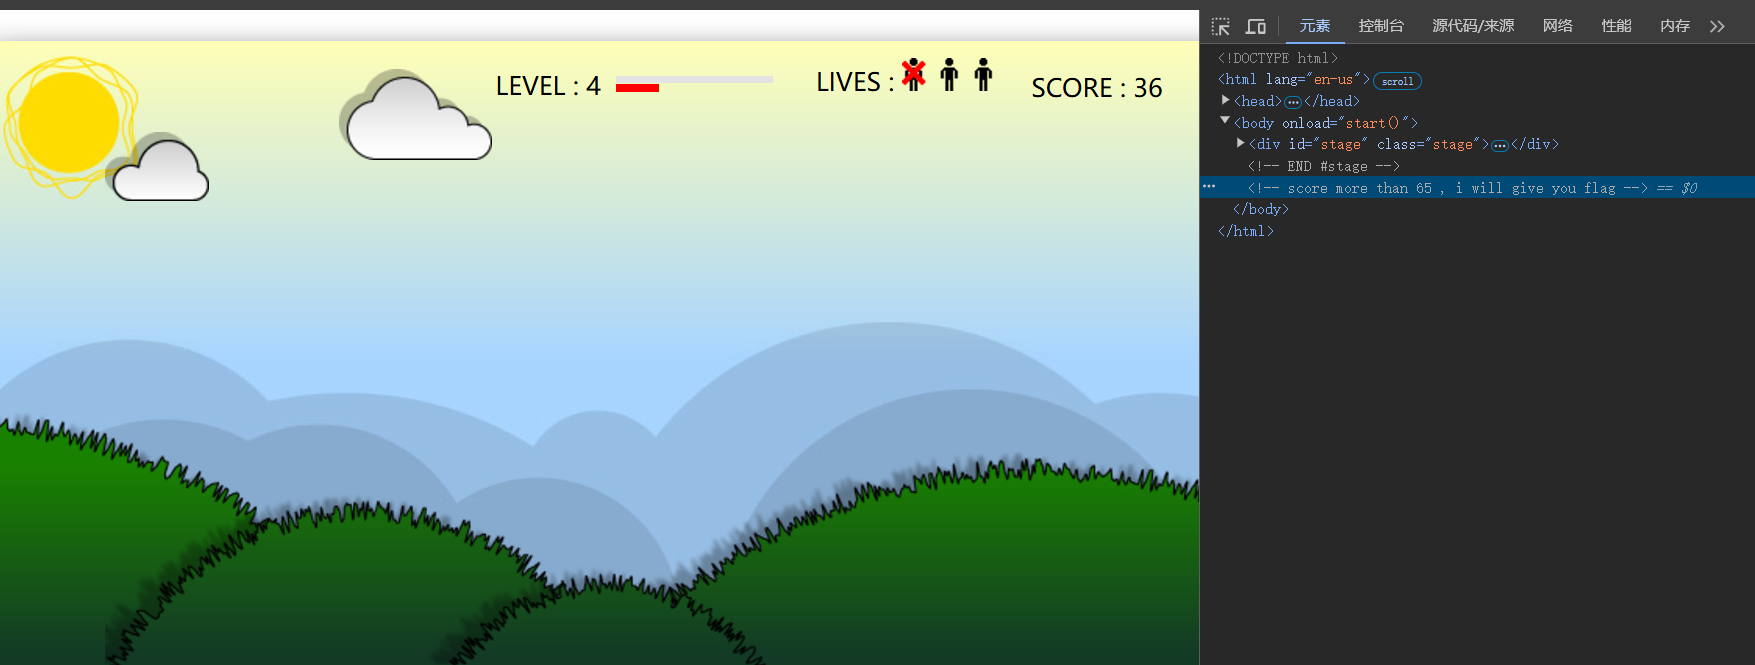 LEVEL : 4
LIVES :
SCORE : 36
元素 控制台 源代码/来源 网络 性能 内存
<!DOCTYPE html>
<html lang="en-us"> scroll
<head> ••• </head>
<body onload="start()">
<div id="stage" class="stage"> ••• </div>
<!-- END #stage -->
••• <!-- score more than 65 , i will give you flag --> == $0
</body>
</html>